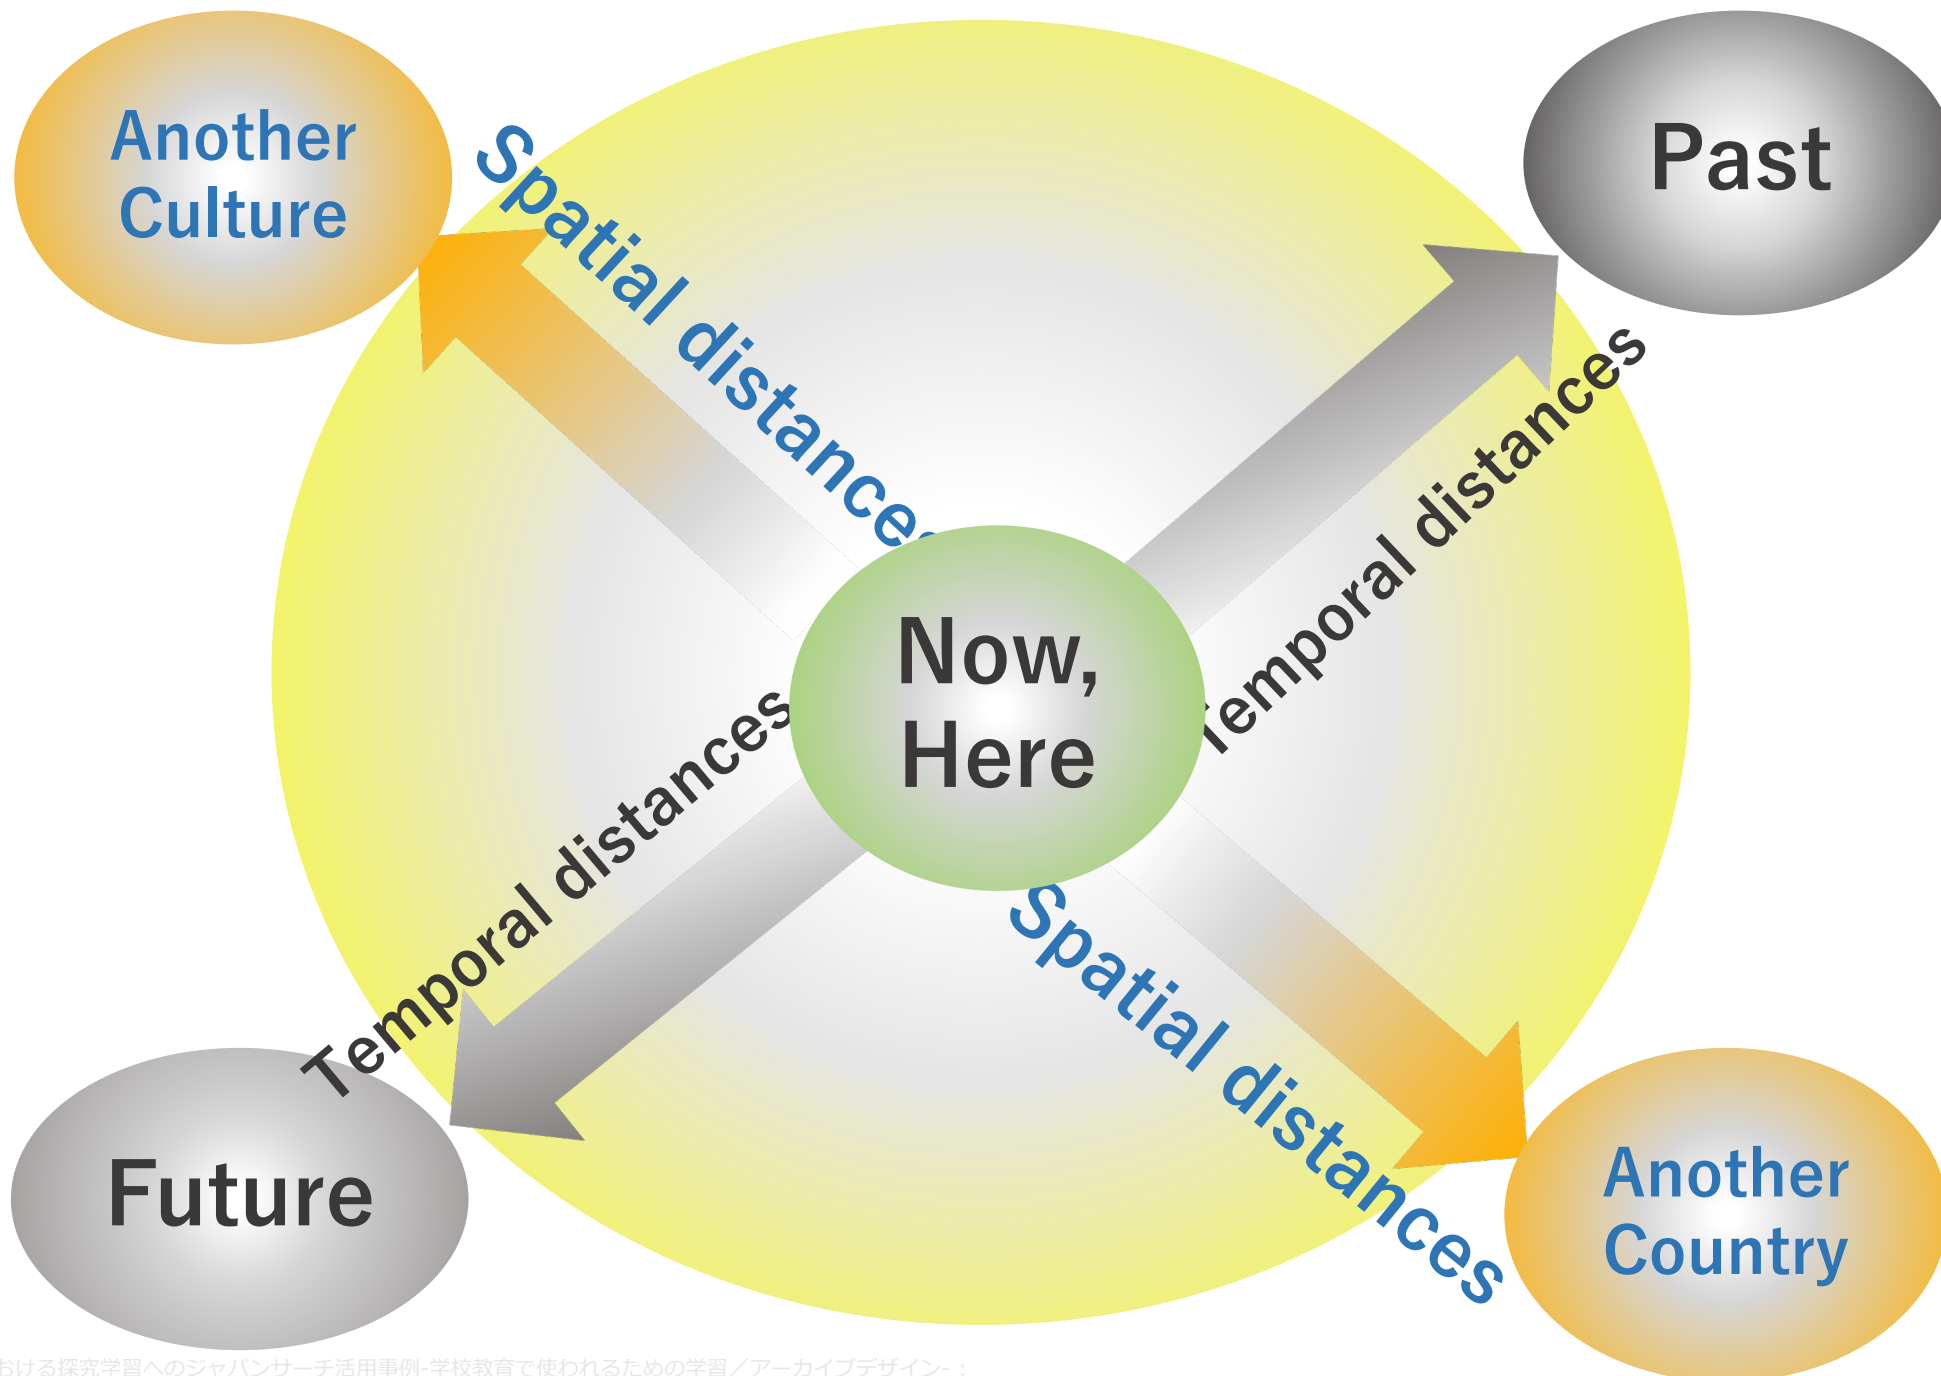 Another
Culture
Past
Spatial distances
Temporal distances
Now,
Here
Temporal distances
Spatial distances
Future
Another
Country
おける探究学習へのジャパンサーチ活用事例-学校教育で使われるための学習／アーカイブデザイン-；